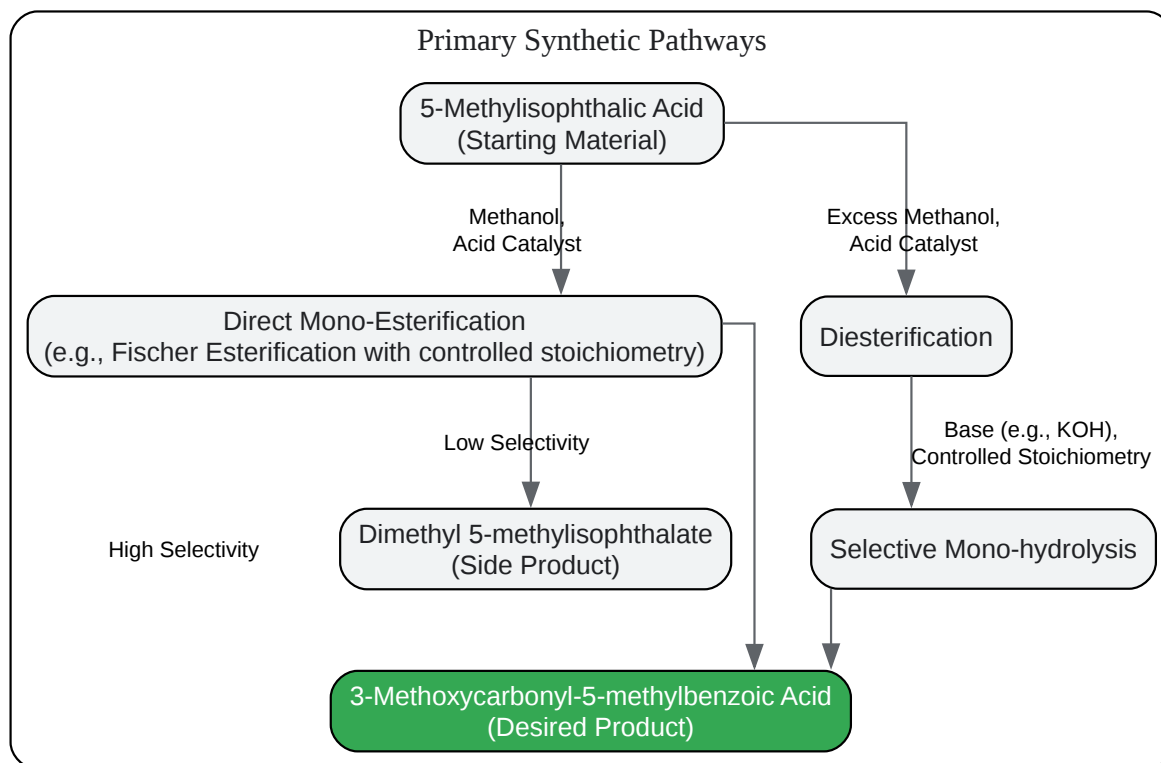 Primary Synthetic Pathways
5-Methylisophthalic Acid
(Starting Material)
Methanol,
Acid Catalyst
Excess Methanol,
Acid Catalyst
Direct Mono-Esterification
(e.g., Fischer Esterification with controlled stoichiometry)
Diesterification
Low Selectivity
Base (e.g., KOH),
Controlled Stoichiometry
High Selectivity
Dimethyl 5-methylisophthalate
(Side Product)
Selective Mono-hydrolysis
3-Methoxycarbonyl-5-methylbenzoic Acid
(Desired Product)